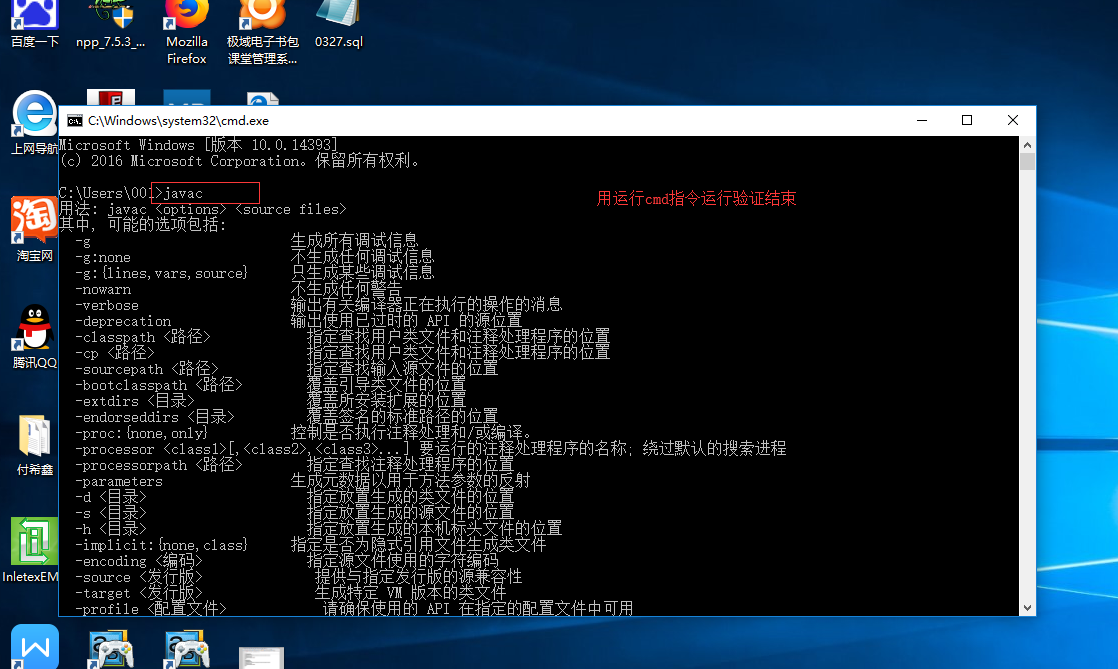 百度一下
npp_7.5.3_...
Mozilla
Firefox
极域电子书包
课堂管理系...
0327.sql
上网导航
淘宝网
腾讯QQ
付希鑫
InletexEM
C:\Windows\system32\cmd.exe
Microsoft Windows [版本 10.0.14393]
(c) 2016 Microsoft Corporation。保留所有权利。
C:\Users\001>javac
用运行cmd指令运行验证结束
用法: javac <options> <source files>
其中, 可能的选项包括:
-g 生成所有调试信息
-g:none 不生成任何调试信息
-g:{lines,vars,source} 只生成某些调试信息
-nowarn 不生成任何警告
-verbose 输出有关编译器正在执行的操作的消息
-deprecation 输出使用已过时的 API 的源位置
-classpath <路径> 指定查找用户类文件和注释处理程序的位置
-cp <路径> 指定查找用户类文件和注释处理程序的位置
-sourcepath <路径> 指定查找输入源文件的位置
-bootclasspath <路径> 覆盖引导类文件的位置
-extdirs <目录> 覆盖所安装扩展的位置
-endorseddirs <目录> 覆盖签名的标准路径的位置
-proc:{none,only} 控制是否执行注释处理和/或编译。
-processor <class1>[,<class2>,<class3>...] 要运行的注释处理程序的名称; 绕过默认的搜索进程
-processorpath <路径> 指定查找注释处理程序的位置
-parameters 生成元数据以用于方法参数的反射
-d <目录> 指定放置生成的类文件的位置
-s <目录> 指定放置生成的源文件的位置
-h <目录> 指定放置生成的本机标头文件的位置
-implicit:{none,class} 指定是否为隐式引用文件生成类文件
-encoding <编码> 指定源文件使用的字符编码
-source <发行版> 提供与指定发行版的源兼容性
-target <发行版> 生成特定 VM 版本的类文件
-profile <配置文件> 请确保使用的 API 在指定的配置文件中可用